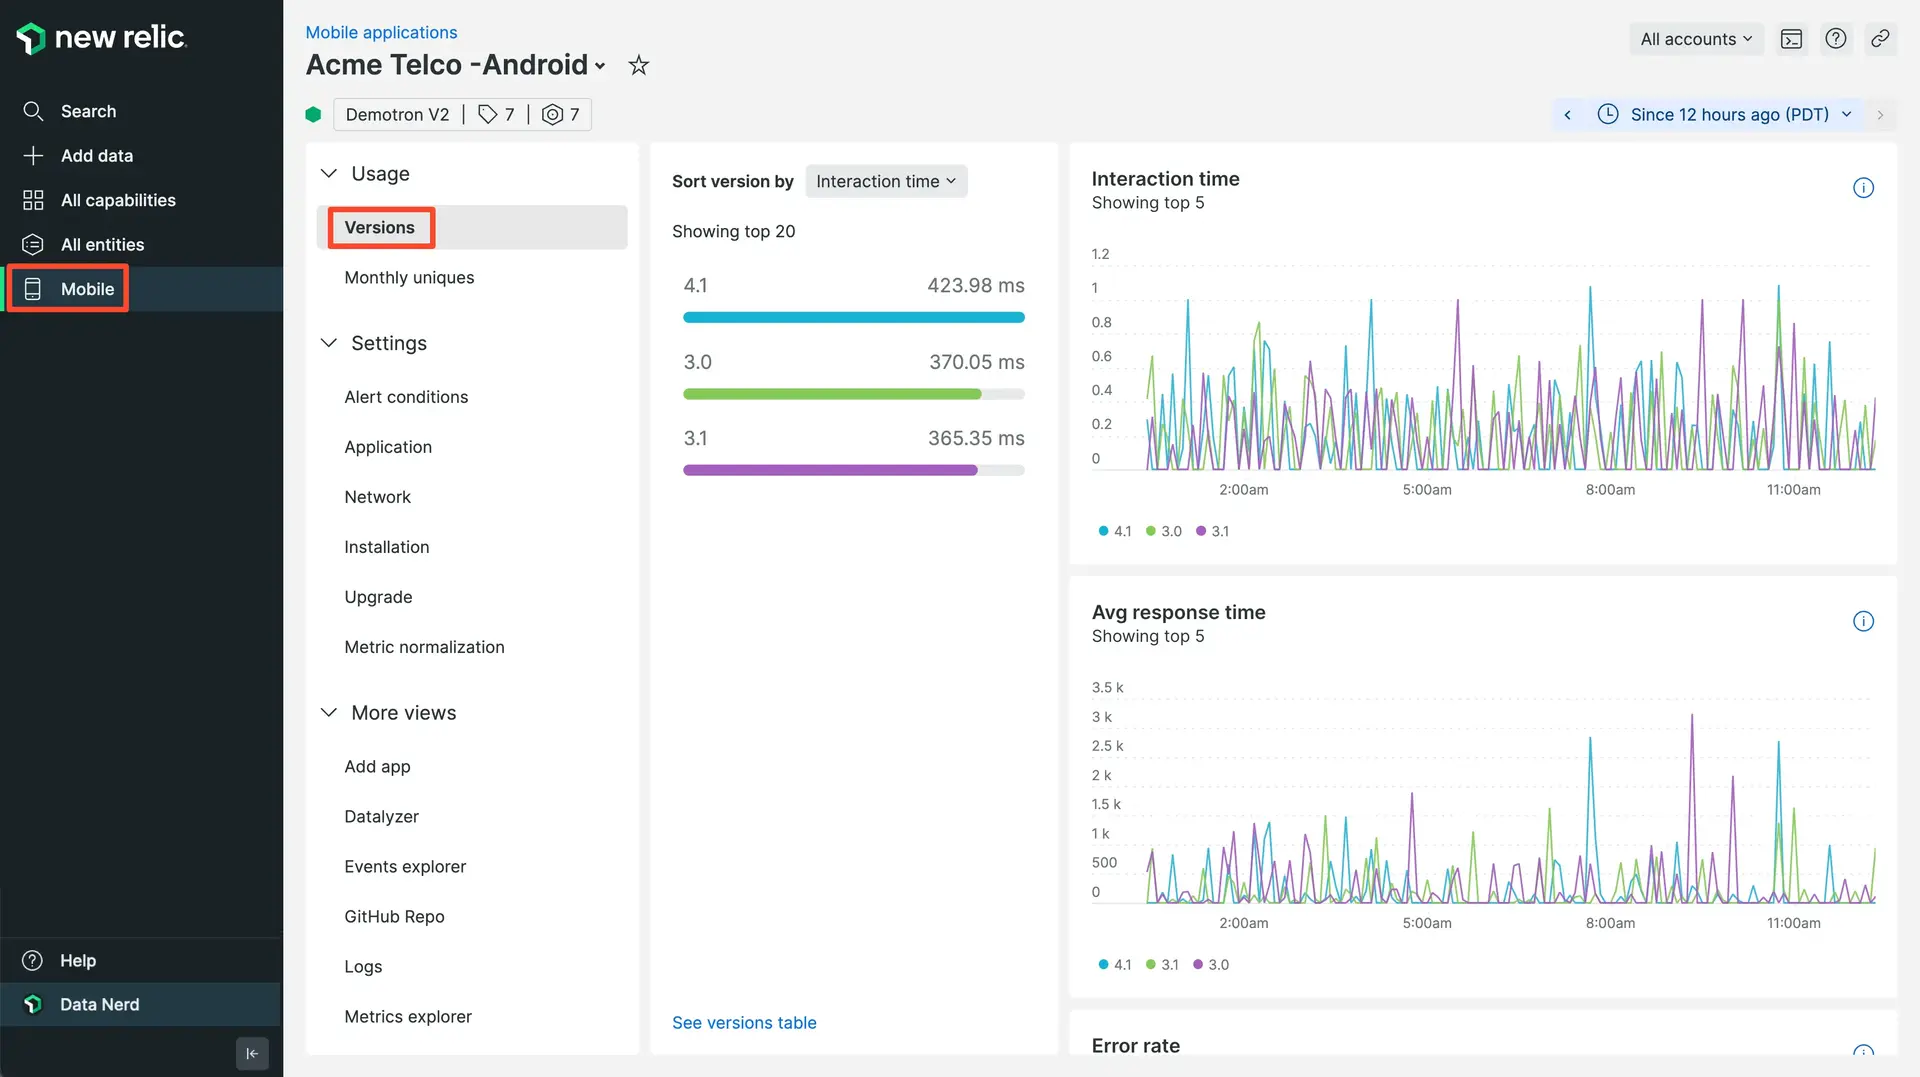 new relic
Search
Add data
All capabilities
All entities
Mobile
Help
Data Nerd
Mobile applications
Acme Telco -Android
All accounts
Demotron V2 | 7 | 7
Since 12 hours ago (PDT)
Usage
Versions
Monthly uniques
Settings
Alert conditions
Application
Network
Installation
Upgrade
Metric normalization
More views
Add app
Datalyzer
Events explorer
GitHub Repo
Logs
Metrics explorer
Sort version by Interaction time
Showing top 20
4.1 423.98 ms
3.0 370.05 ms
3.1 365.35 ms
See versions table
Interaction time
Showing top 5
1.2
1
0.8
0.6
0.4
0.2
0
2:00am 5:00am 8:00am 11:00am
4.1 3.0 3.1
Avg response time
Showing top 5
3.5 k
3 k
2.5 k
2 k
1.5 k
1 k
500
0
2:00am 5:00am 8:00am 11:00am
4.1 3.1 3.0
Error rate